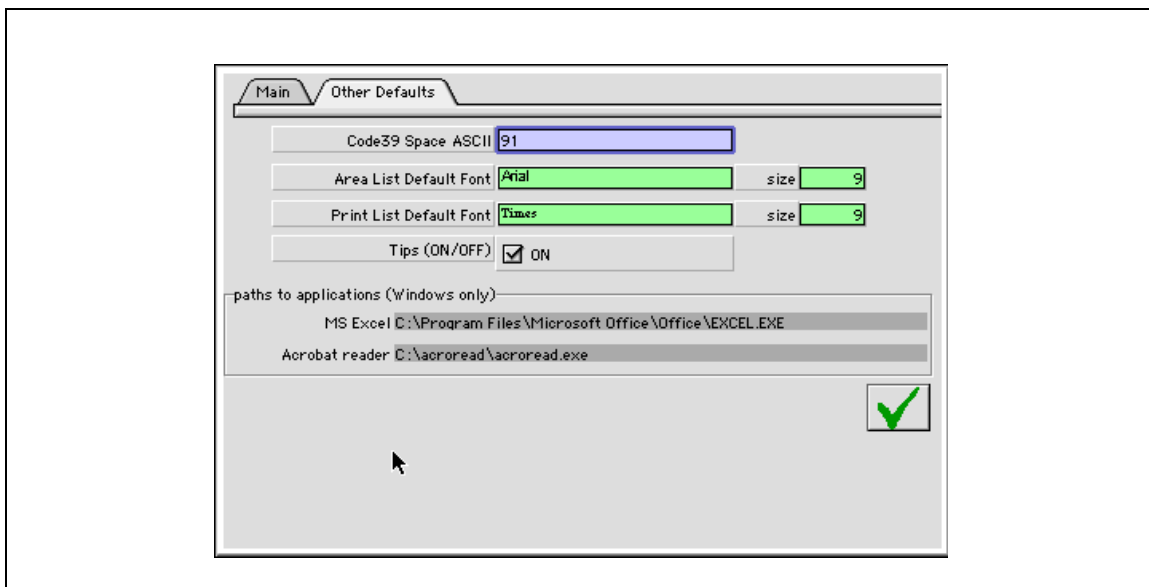 Main Other Defaults
Code39 Space ASCII 91
Area List Default Font Arial size 9
Print List Default Font Times size 9
Tips (ON/OFF) ON
paths to applications (Windows only)
MS Excel C:\Program Files\Microsoft Office\Office\EXCEL.EXE
Acrobat reader C:\acroread\acroread.exe